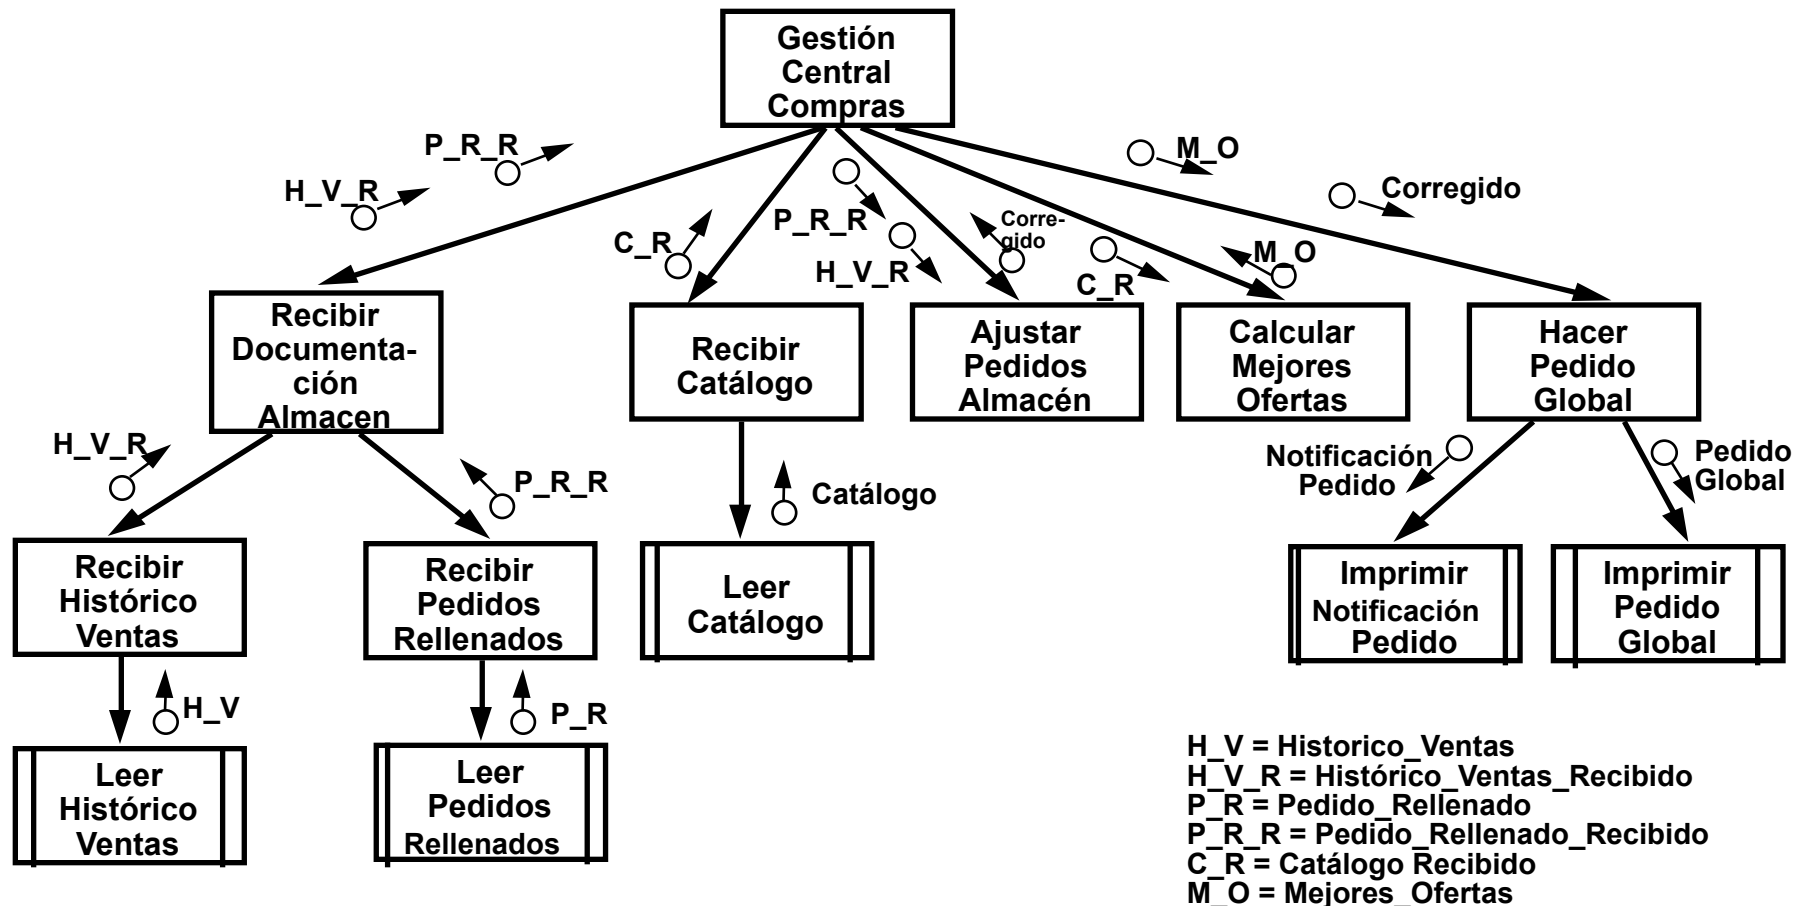 Gestión
Central
Compras
P_R_R
H_V_R
C_R
P_R_R
H_V_R
Corre-
gido
C_R
M_O
M_O
Corregido
Recibir
Documenta-
ción
Almacen
Recibir
Catálogo
Ajustar
Pedidos
Almacén
Calcular
Mejores
Ofertas
Hacer
Pedido
Global
H_V_R
P_R_R
Catálogo
Notificación
Pedido
Pedido
Global
Recibir
Histórico
Ventas
Recibir
Pedidos
Rellenados
Leer
Catálogo
Imprimir
Notificación
Pedido
Imprimir
Pedido
Global
H_V
P_R
Leer
Histórico
Ventas
Leer
Pedidos
Rellenados
H_V = Historico_Ventas
H_V_R = Histórico_Ventas_Recibido
P_R = Pedido_Rellenado
P_R_R = Pedido_Rellenado_Recibido
C_R = Catálogo Recibido
M_O = Mejores_Ofertas